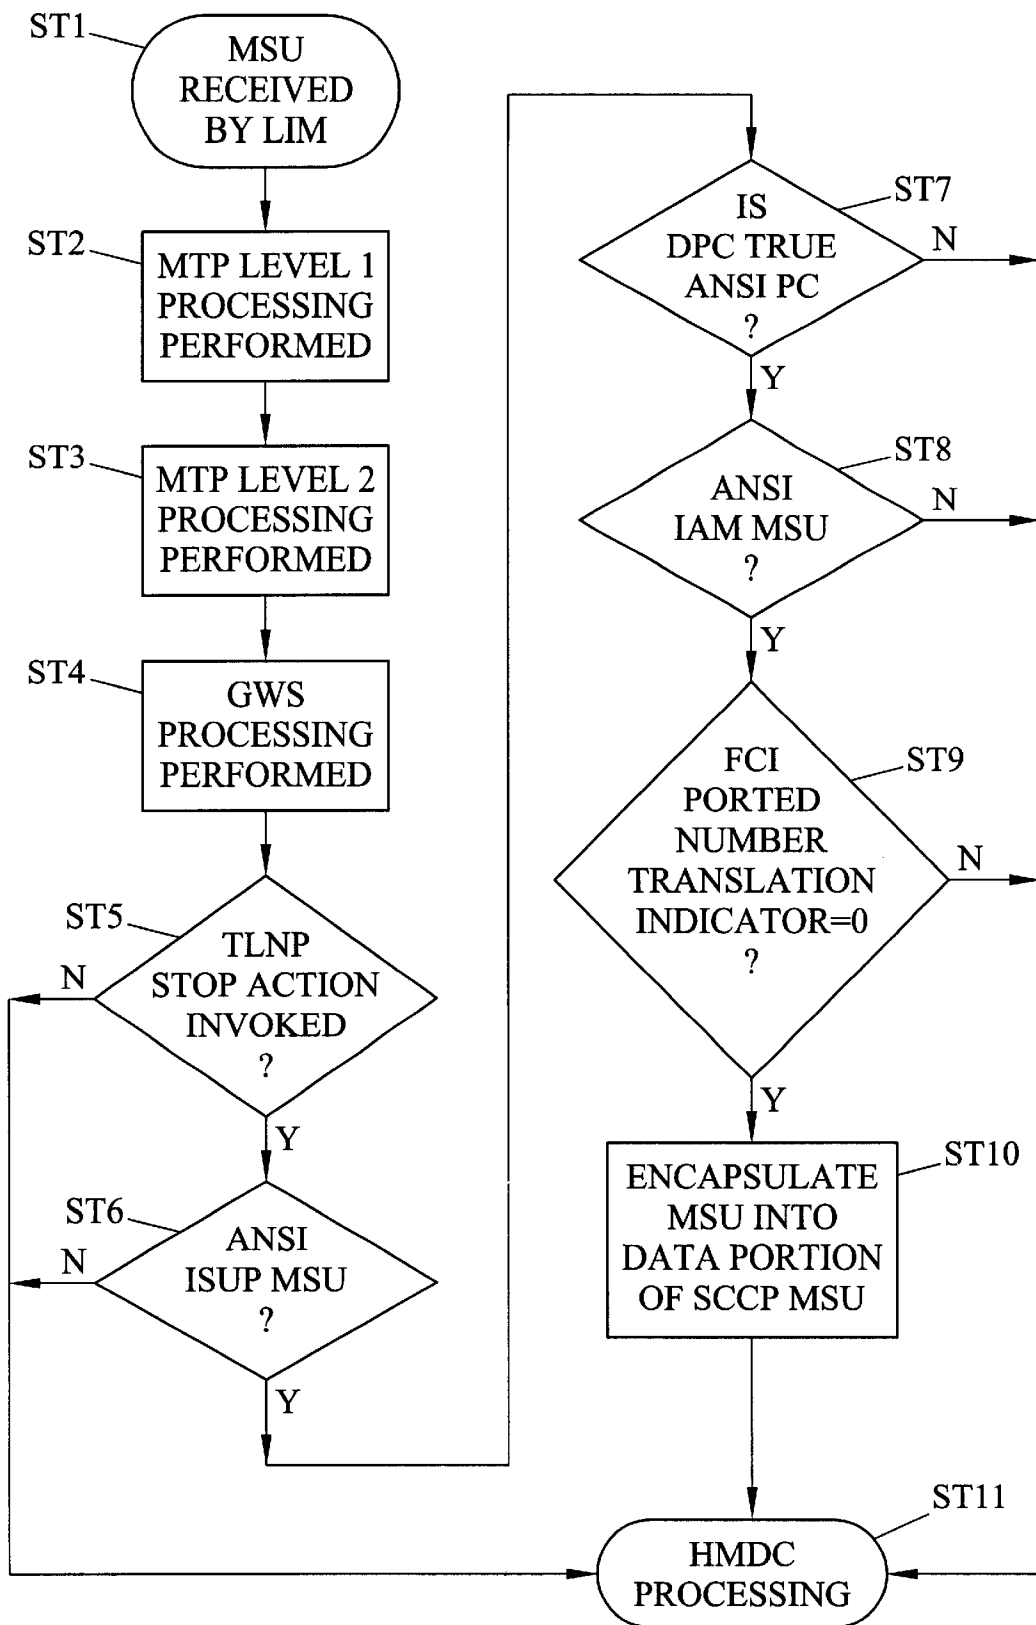 ST1
MSU
RECEIVED
BY LIM
ST2
MTP LEVEL 1
PROCESSING
PERFORMED
ST3
MTP LEVEL 2
PROCESSING
PERFORMED
ST4
GWS
PROCESSING
PERFORMED
ST5
TLNP
STOP ACTION
INVOKED
?
N
Y
ST6
ANSI
ISUP MSU
?
N
Y
ST7
IS
DPC TRUE
ANSI PC
?
N
Y
ST8
ANSI
IAM MSU
?
N
Y
ST9
FCI
PORTED
NUMBER
TRANSLATION
INDICATOR=0
?
N
Y
ST10
ENCAPSULATE
MSU INTO
DATA PORTION
OF SCCP MSU
ST11
HMDC
PROCESSING